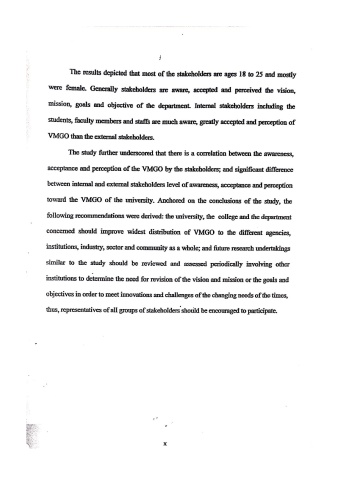 The results depicted that most of the stakeholders are ages 18 to 25 and mostly
were female. Generally stakeholders are aware, accepted and perceived the vision,
mission, goals and objective of the department. Internal stakeholders including the
students, faculty members and staffs are much aware, greatly accepted and perception of
VMGO than the external stakeholders.
The study further underscored that there is a correlation between the awareness,
acceptance and perception of the VMGO by the stakeholders; and significant difference
between internal and external stakeholders level of awareness, acceptance and perception
toward the VMGO of the university. Anchored on the conclusions of the study, the
following recommendations were derived: the university, the college and the department
concerned should improve widest distribution of VMGO to the different agencies,
institutions, industry, sector and community as a whole; and future research undertakings
similar to the study should be reviewed and assessed periodically involving other
institutions to determine the need for revision of the vision and mission or the goals and
objectives in order to meet innovations and challenges of the changing needs of the times,
thus, representatives of all groups of stakeholders should be encouraged to participate.
x